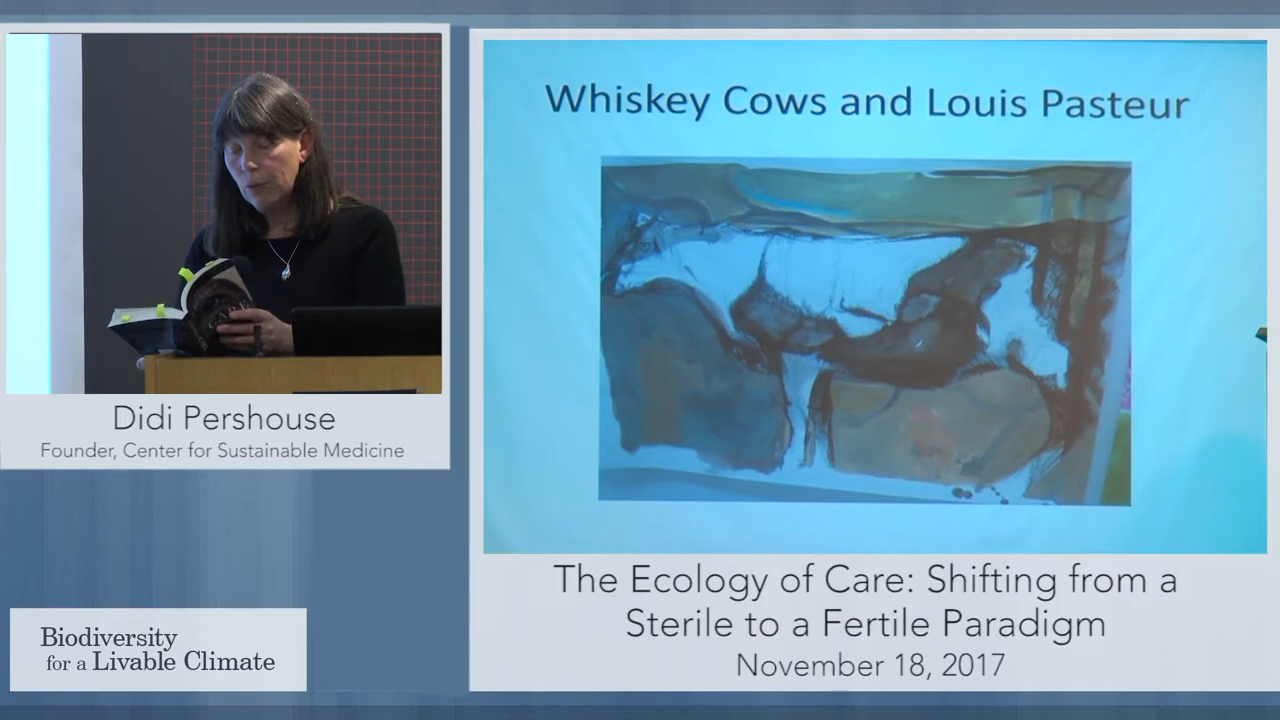 Whiskey Cows and Louis Pasteur
Didi Pershouse
Founder, Center for Sustainable Medicine
The Ecology of Care: Shifting from a
Sterile to a Fertile Paradigm
November 18, 2017
Biodiversity
for a Livable Climate